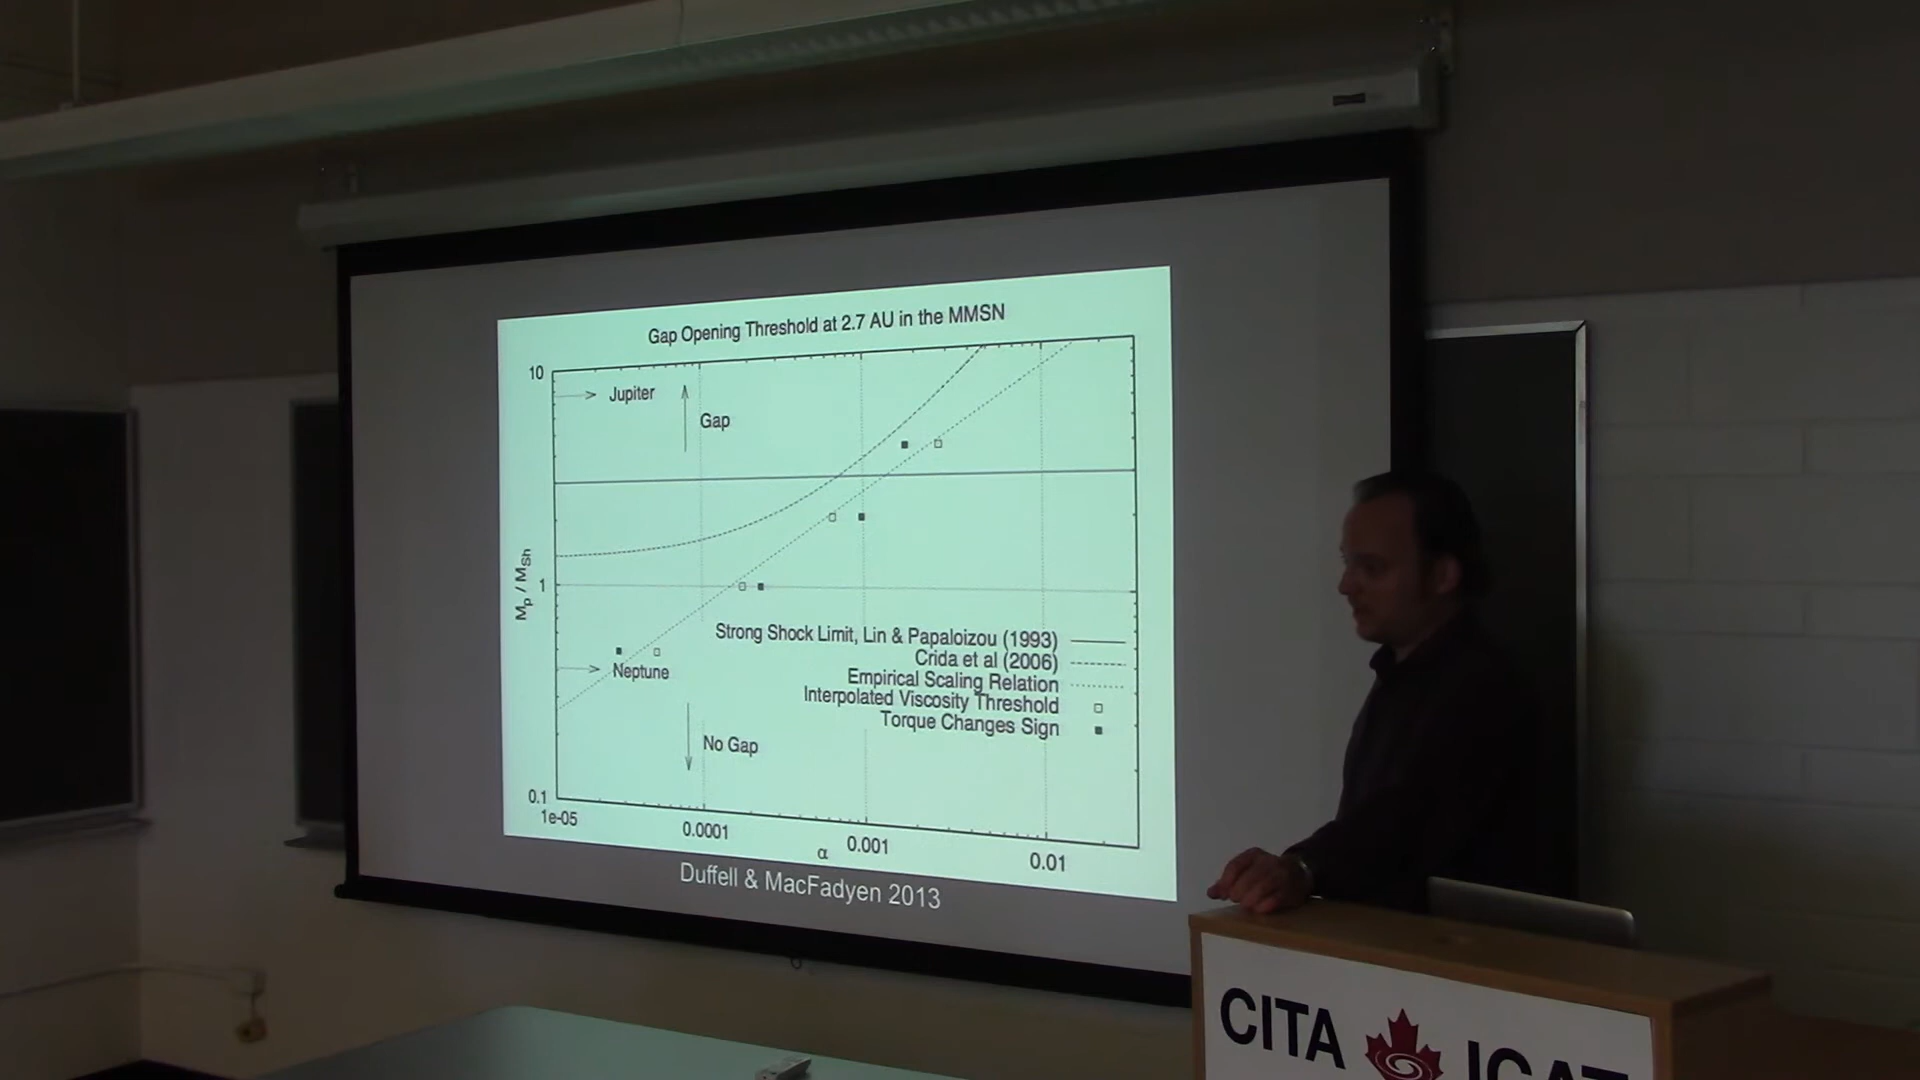 Gap Opening Threshold at 2.7 AU in the MMSN
10
Jupiter
Gap
Mp / MSh
1
Strong Shock Limit, Lin & Papaloizou (1993)
Crida et al (2006)
Empirical Scaling Relation
Interpolated Viscosity Threshold
Torque Changes Sign
Neptune
No Gap
0.1
1e-05
0.0001
0.001
0.01
α
Duffell & MacFadyen 2013
CITA ICAT